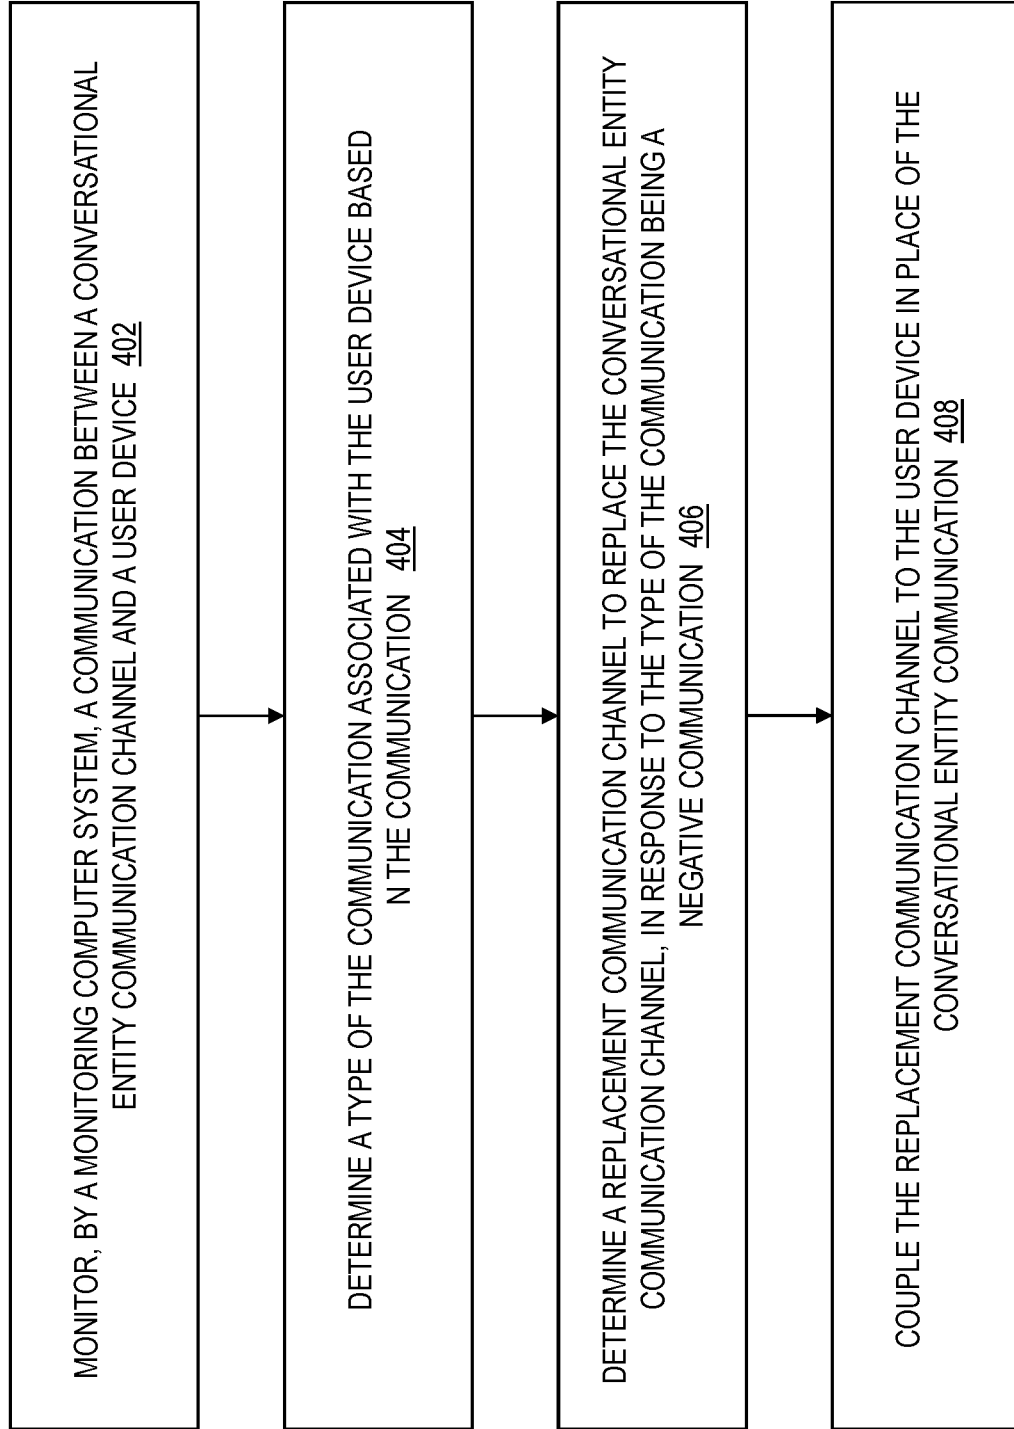 MONITOR, BY A MONITORING COMPUTER SYSTEM, A COMMUNICATION BETWEEN A CONVERSATIONAL
ENTITY COMMUNICATION CHANNEL AND A USER DEVICE 402
DETERMINE A TYPE OF THE COMMUNICATION ASSOCIATED WITH THE USER DEVICE BASED
N THE COMMUNICATION 404
DETERMINE A REPLACEMENT COMMUNICATION CHANNEL TO REPLACE THE CONVERSATIONAL ENTITY
COMMUNICATION CHANNEL, IN RESPONSE TO THE TYPE OF THE COMMUNICATION BEING A
NEGATIVE COMMUNICATION 406
COUPLE THE REPLACEMENT COMMUNICATION CHANNEL TO THE USER DEVICE IN PLACE OF THE
CONVERSATIONAL ENTITY COMMUNICATION 408